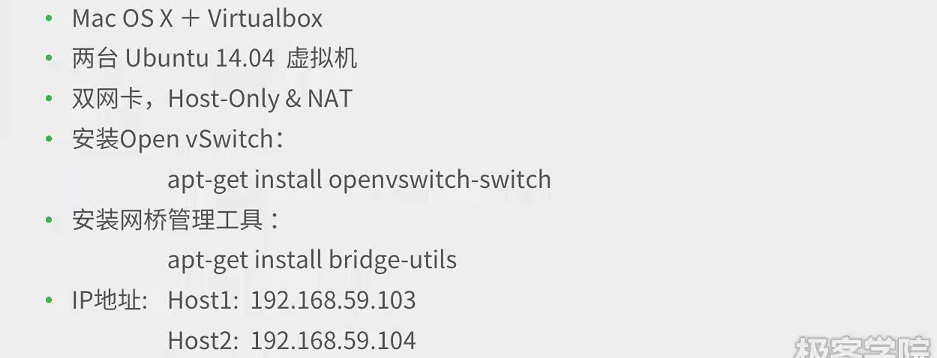 • Mac OS X + Virtualbox
• 两台 Ubuntu 14.04 虚拟机
• 双网卡，Host-Only & NAT
• 安装Open vSwitch：
apt-get install openvswitch-switch
• 安装网桥管理工具：
apt-get install bridge-utils
• IP地址: Host1: 192.168.59.103
Host2: 192.168.59.104
极客学院